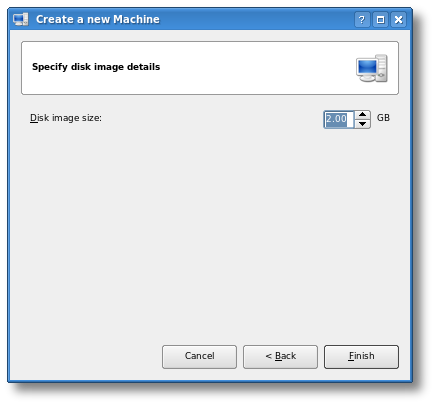 Create a new Machine
Specify disk image details
Disk image size: 2.00 GB
Cancel < Back Finish